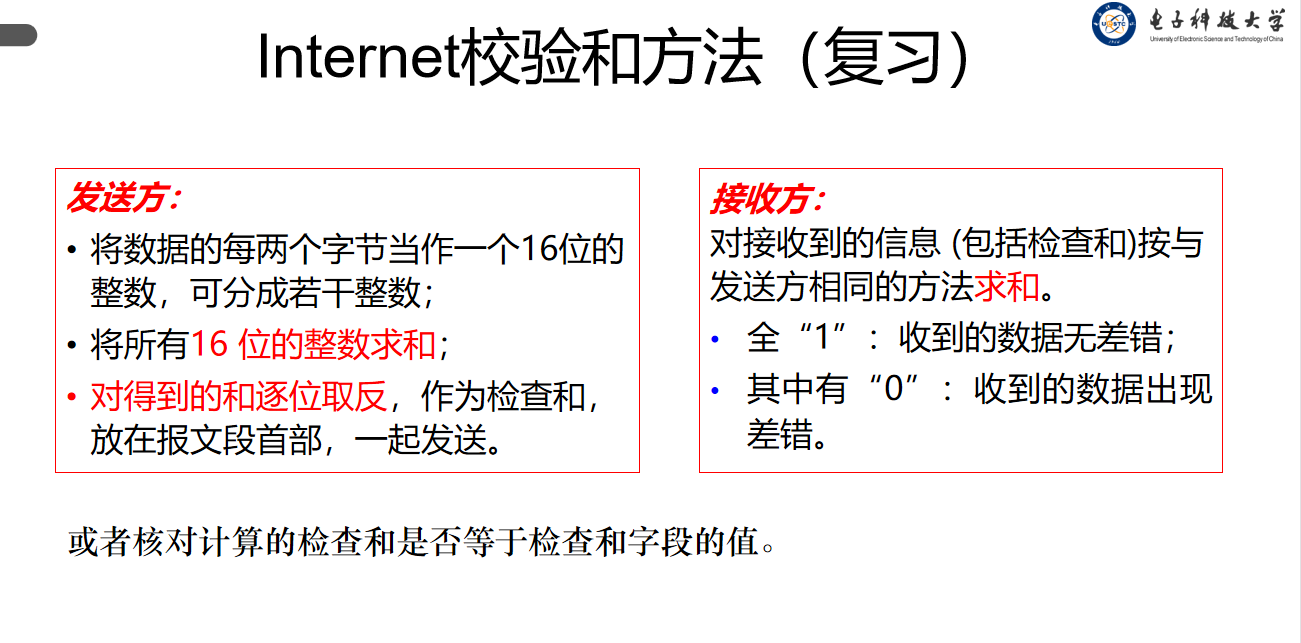 电子科技大学
University of Electronic Science and Technology of China
Internet校验和方法（复习）
发送方：
• 将数据的每两个字节当作一个16位的
整数，可分成若干整数；
• 将所有16 位的整数求和；
• 对得到的和逐位取反，作为检查和，
放在报文段首部，一起发送。
接收方：
对接收到的信息 (包括检查和)按与
发送方相同的方法求和。
• 全“1”：收到的数据无差错；
• 其中有“0”：收到的数据出现
差错。
或者核对计算的检查和是否等于检查和字段的值。